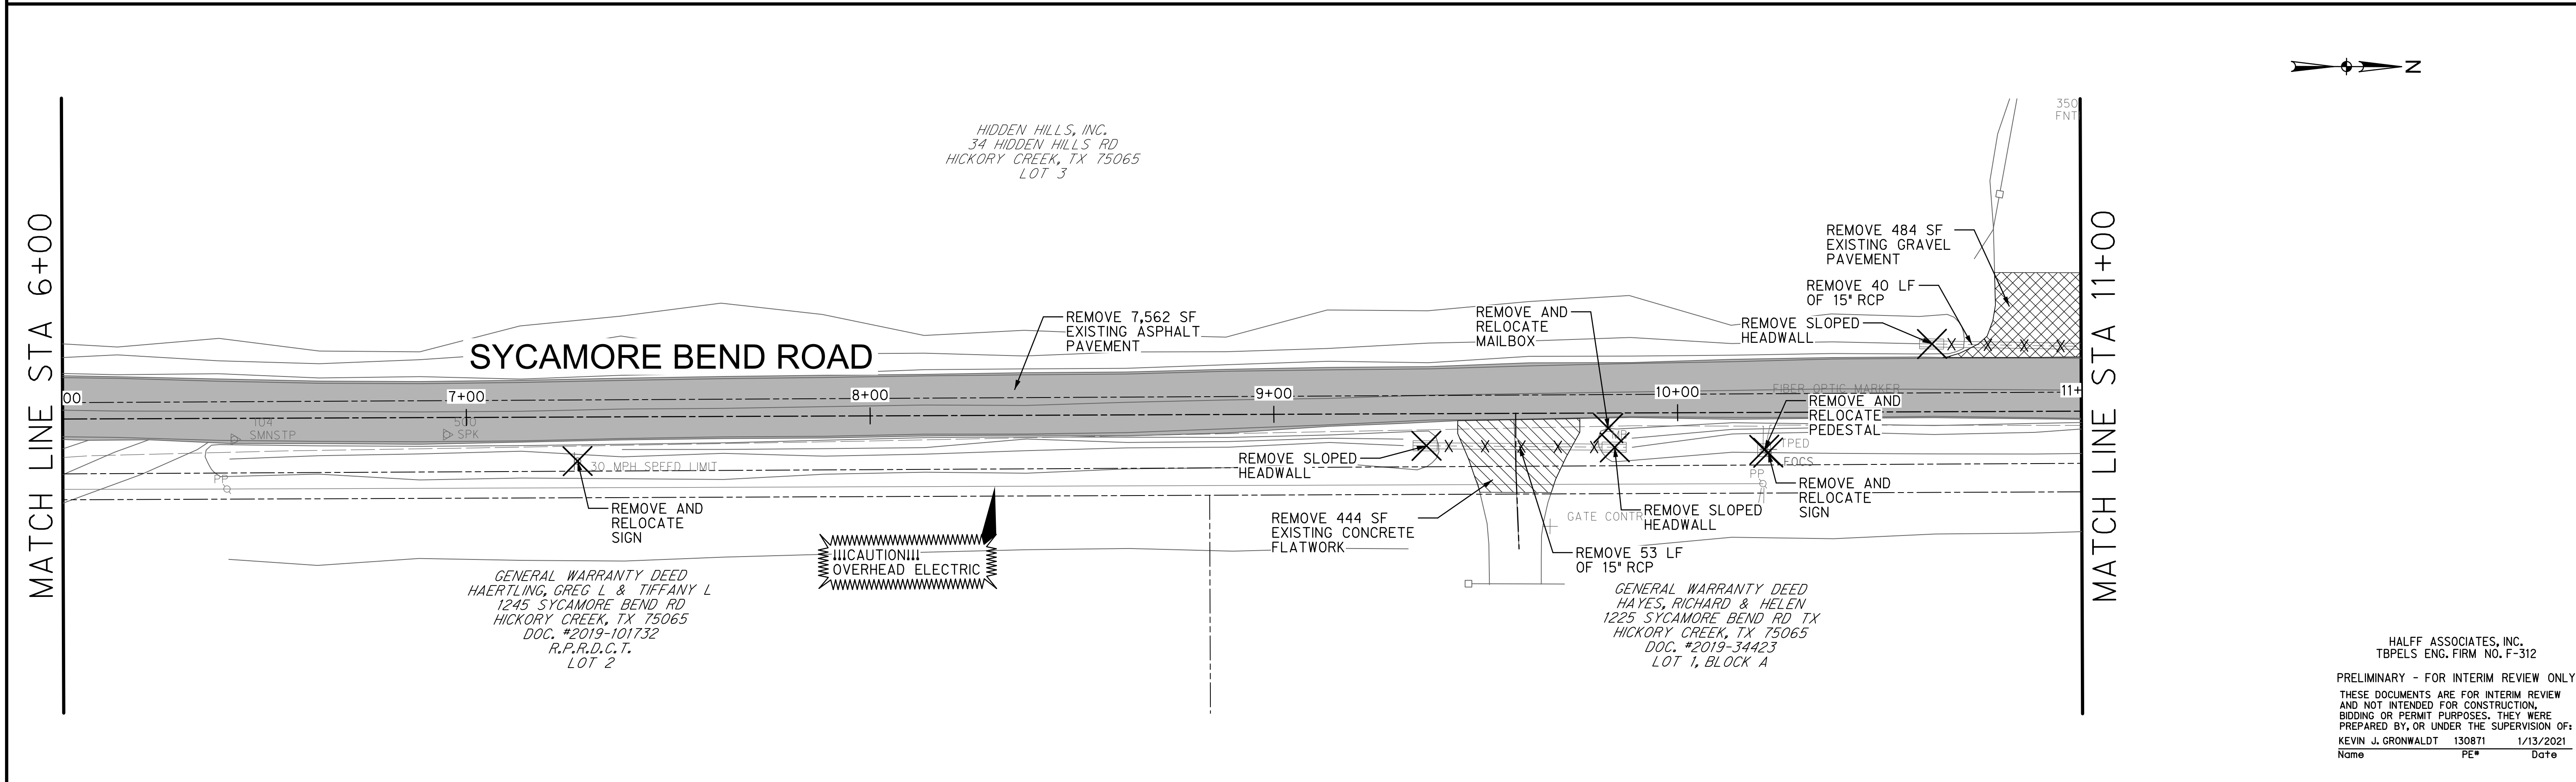 N
HIDDEN HILLS, INC.
34 HIDDEN HILLS RD
HICKORY CREEK, TX 75065
LOT 3
350
FNT
MATCH LINE STA 6+00
MATCH LINE STA 11+00
REMOVE 484 SF
EXISTING GRAVEL
PAVEMENT
REMOVE 40 LF
OF 15" RCP
REMOVE SLOPED
HEADWALL
REMOVE AND
RELOCATE
MAILBOX
REMOVE 7,562 SF
EXISTING ASPHALT
PAVEMENT
SYCAMORE BEND ROAD
00
7+00
8+00
9+00
10+00
11+
FIBER OPTIC MARKER
REMOVE AND
RELOCATE
PEDESTAL
104
SMNSTP
500
SPK
TPED
FOCS
PP
PP
30 MPH SPEED LIMIT
REMOVE AND
RELOCATE
SIGN
REMOVE SLOPED
HEADWALL
REMOVE 444 SF
EXISTING CONCRETE
FLATWORK
GATE CONTR
REMOVE SLOPED
HEADWALL
REMOVE AND
RELOCATE
SIGN
REMOVE 53 LF
OF 15" RCP
!!!CAUTION!!!
OVERHEAD ELECTRIC
GENERAL WARRANTY DEED
HAERTLING, GREG L & TIFFANY L
1245 SYCAMORE BEND RD
HICKORY CREEK, TX 75065
DOC. #2019-101732
R.P.R.D.C.T.
LOT 2
GENERAL WARRANTY DEED
HAYES, RICHARD & HELEN
1225 SYCAMORE BEND RD TX
HICKORY CREEK, TX 75065
DOC. #2019-34423
LOT 1, BLOCK A
HALFF ASSOCIATES, INC.
TBPELS ENG. FIRM NO. F-312
PRELIMINARY - FOR INTERIM REVIEW ONLY
THESE DOCUMENTS ARE FOR INTERIM REVIEW
AND NOT INTENDED FOR CONSTRUCTION,
BIDDING OR PERMIT PURPOSES. THEY WERE
PREPARED BY, OR UNDER THE SUPERVISION OF:
KEVIN J. GRONWALDT 130871 1/13/2021
Name PE# Date